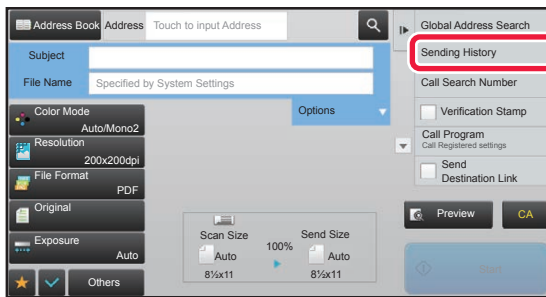 Address Book
Address
Touch to input Address
Subject
File Name
Specified by System Settings
Options
Color Mode
Auto/Mono2
Resolution
200x200dpi
File Format
PDF
Original
Exposure
Auto
Others
Scan Size
Auto
8½x11
100%
Send Size
Auto
8½x11
Global Address Search
Sending History
Call Search Number
Verification Stamp
Call Program
Call Registered settings
Send
Destination Link
Preview
CA
Start